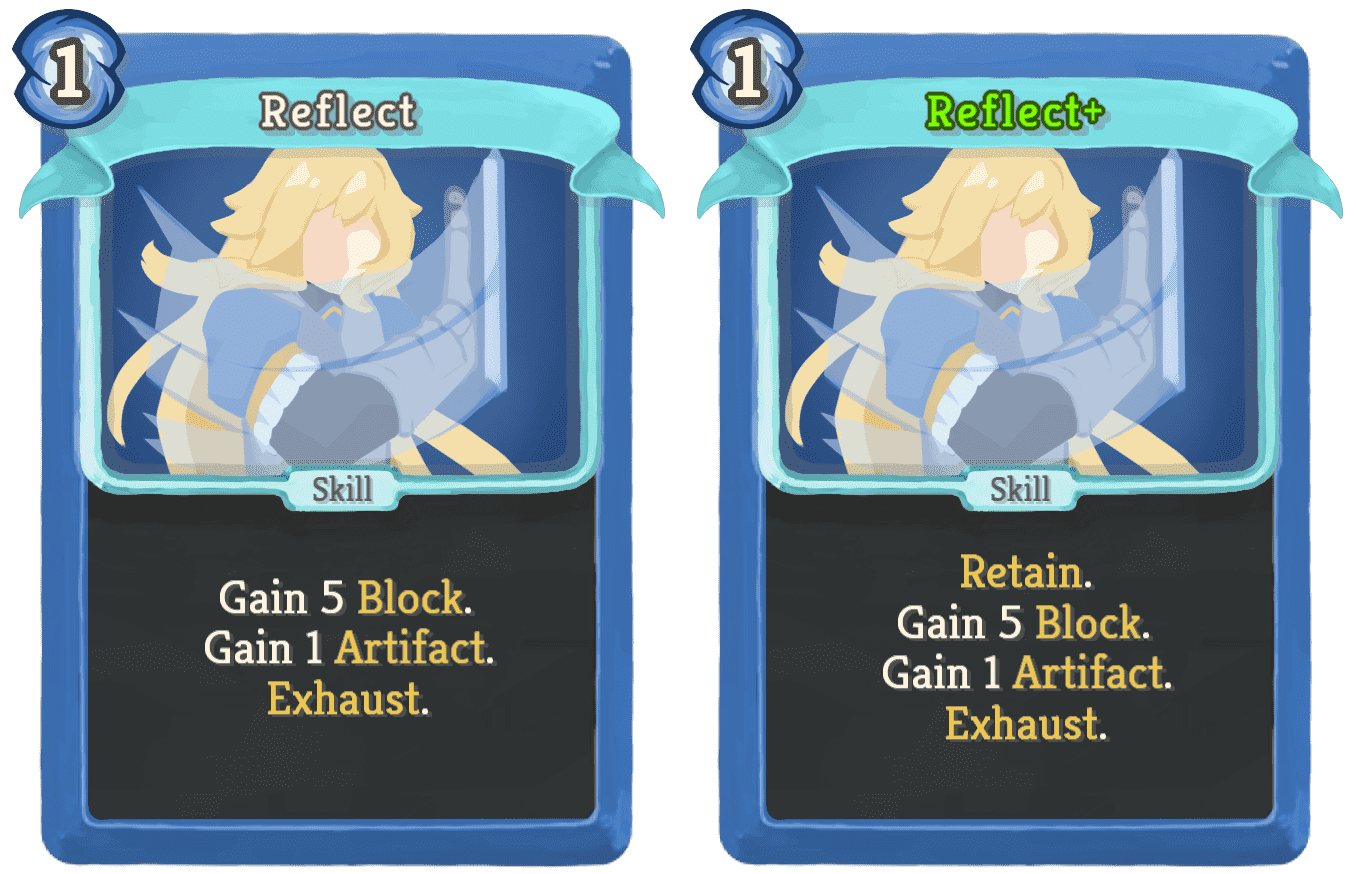 1
Reflect
Skill
Gain 5 Block.
Gain 1 Artifact.
Exhaust.
1
Reflect+
Skill
Retain.
Gain 5 Block.
Gain 1 Artifact.
Exhaust.